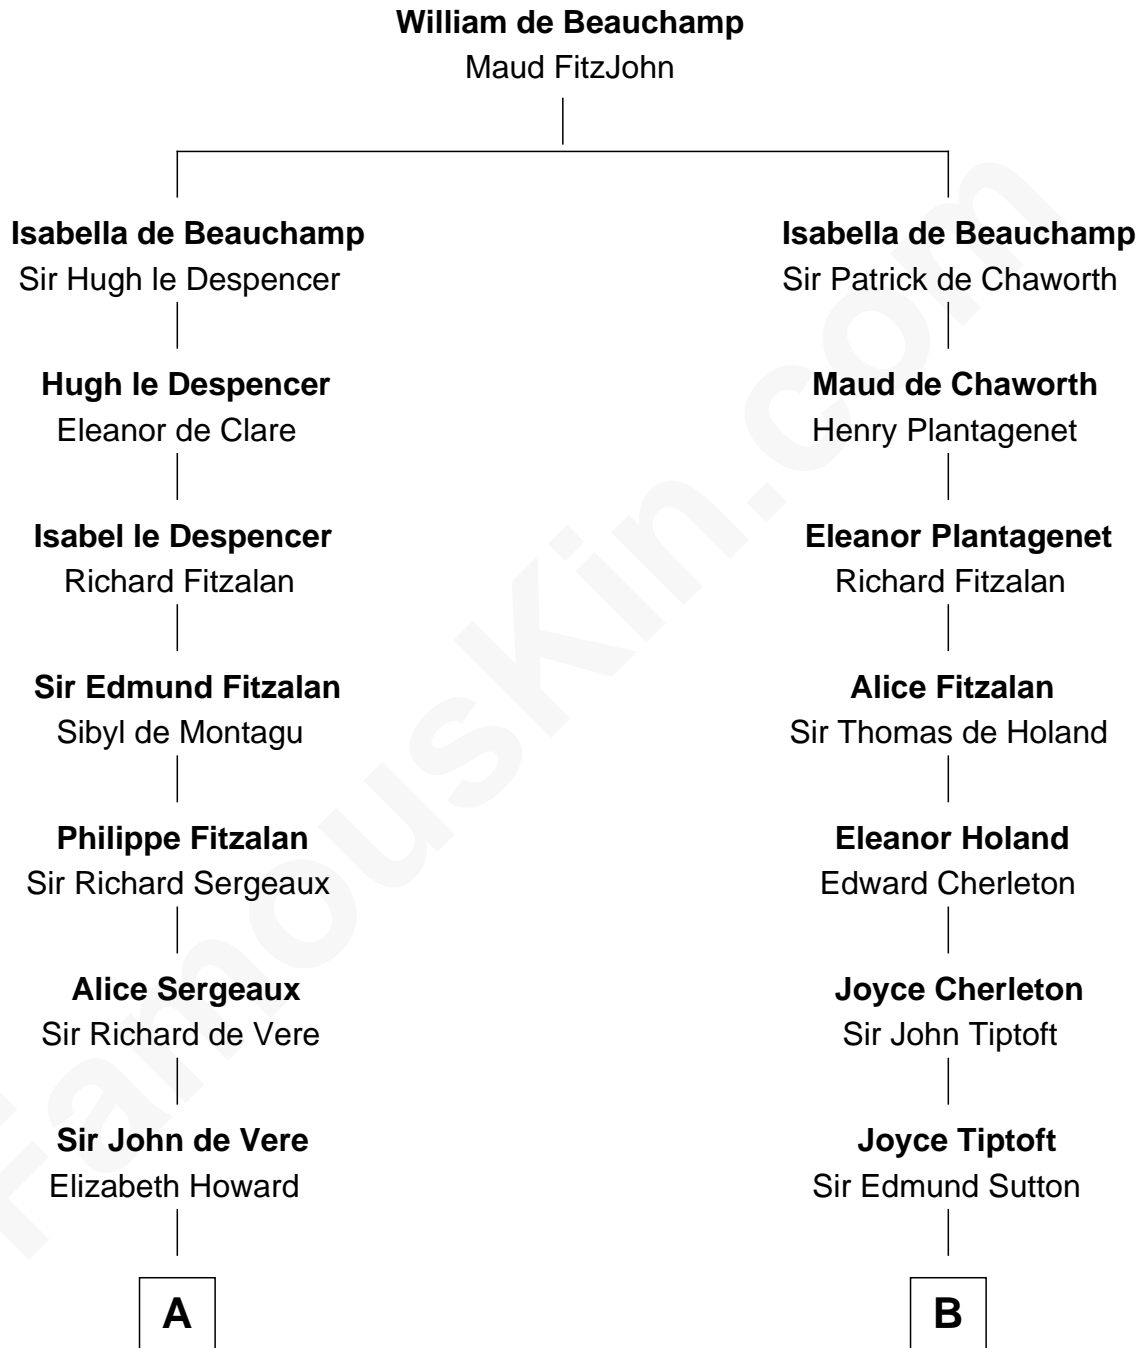 William de Beauchamp
Maud FitzJohn
Isabella de Beauchamp
Sir Hugh le Despencer
Isabella de Beauchamp
Sir Patrick de Chaworth
Hugh le Despencer
Eleanor de Clare
Maud de Chaworth
Henry Plantagenet
Isabel le Despencer
Richard Fitzalan
Eleanor Plantagenet
Richard Fitzalan
Sir Edmund Fitzalan
Sibyl de Montagu
Alice Fitzalan
Sir Thomas de Holand
Philippe Fitzalan
Sir Richard Sergeaux
Eleanor Holand
Edward Cherleton
Alice Sergeaux
Sir Richard de Vere
Joyce Cherleton
Sir John Tiptoft
Sir John de Vere
Elizabeth Howard
Joyce Tiptoft
Sir Edmund Sutton
A
B
FamousKin.com